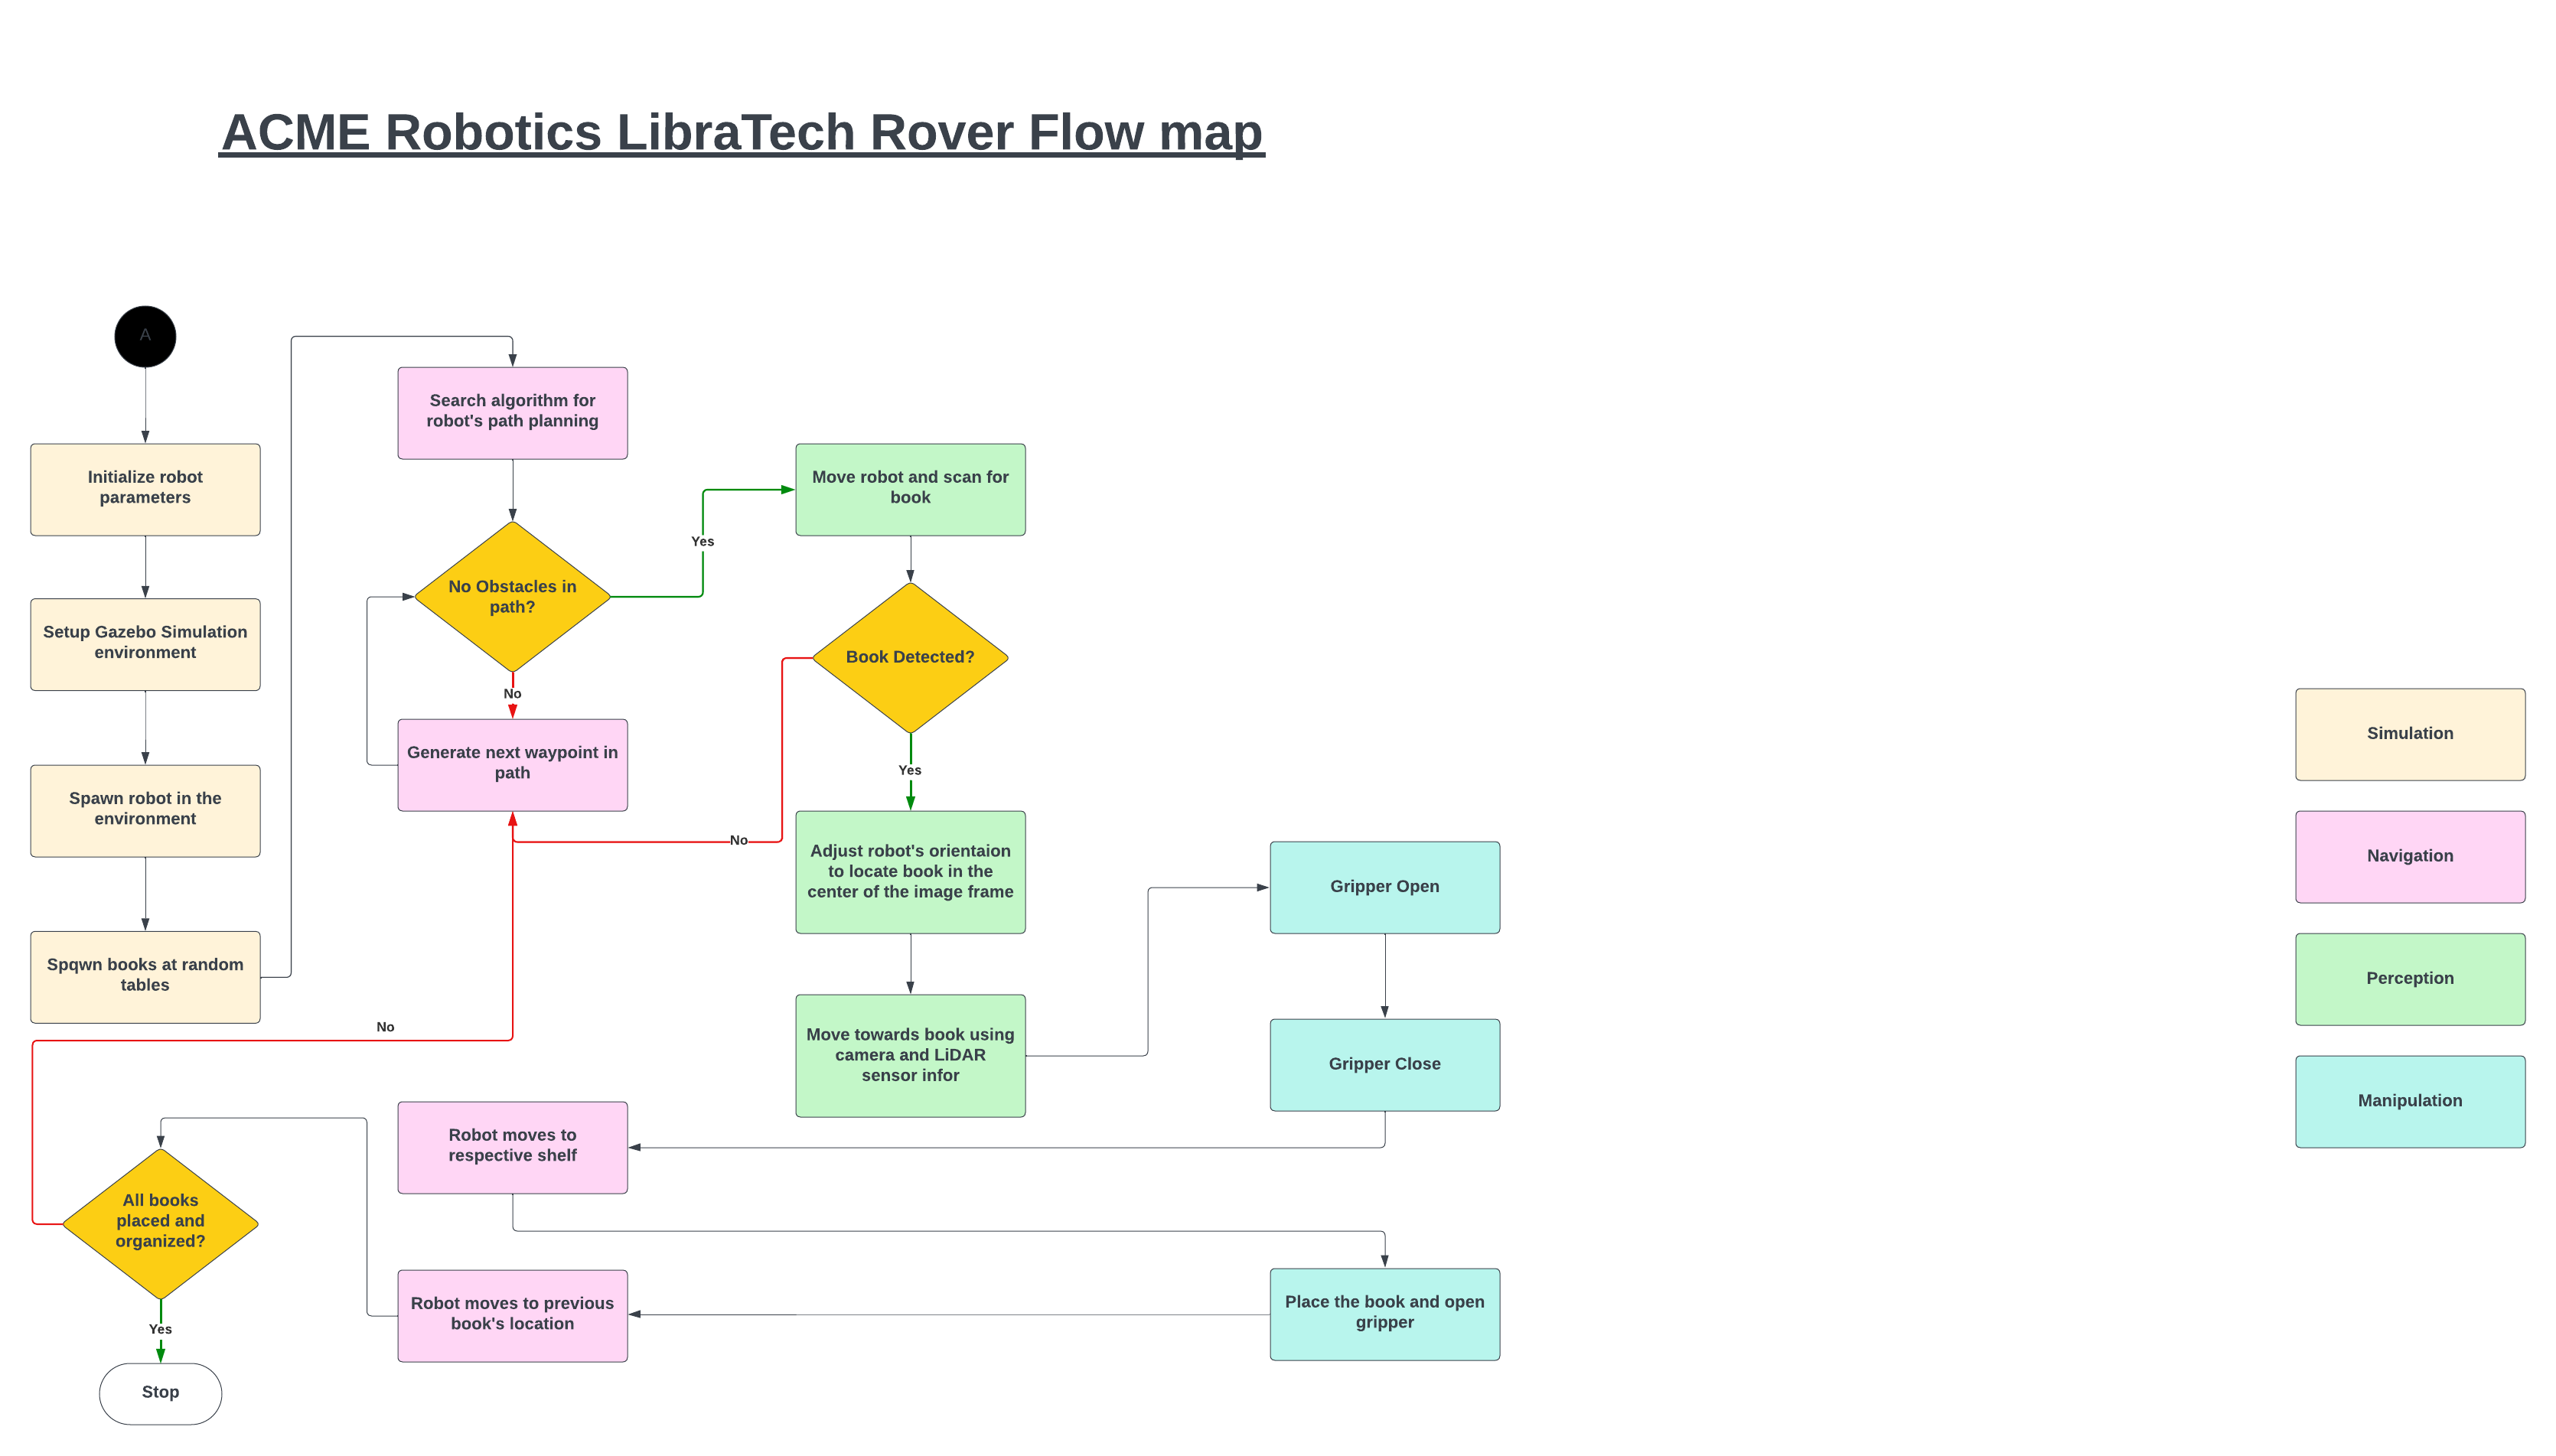 ACME Robotics LibraTech Rover Flow map
A
Initialize robot
parameters
Setup Gazebo Simulation
environment
Spawn robot in the
environment
Spqwn books at random
tables
Search algorithm for
robot's path planning
No Obstacles in
path?
Yes
No
Generate next waypoint in
path
Move robot and scan for
book
Book Detected?
No
Yes
Adjust robot's orientaion
to locate book in the
center of the image frame
Move towards book using
camera and LiDAR
sensor infor
Gripper Open
Gripper Close
Robot moves to
respective shelf
Place the book and open
gripper
Robot moves to previous
book's location
All books
placed and
organized?
No
Yes
Stop
Simulation
Navigation
Perception
Manipulation